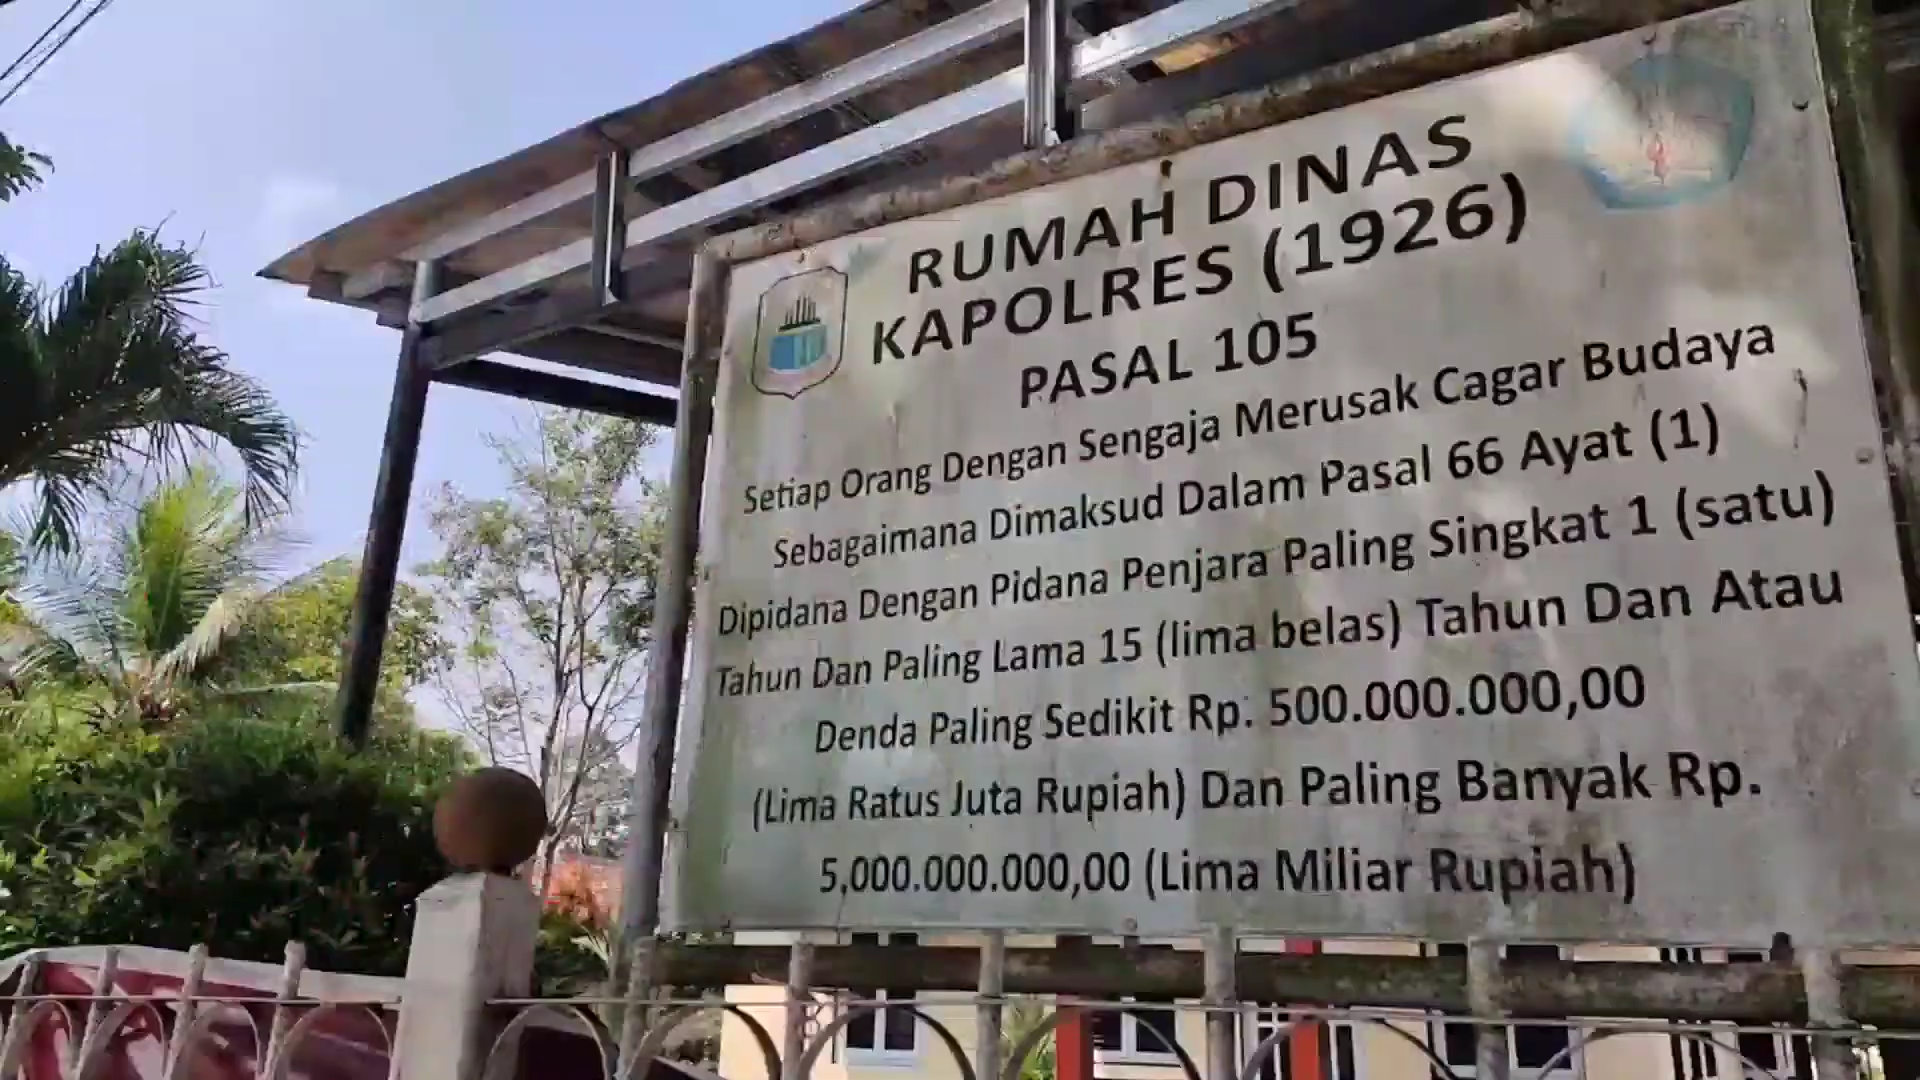 RUMAH DINAS
KAPOLRES (1926)
PASAL 105
Setiap Orang Dengan Sengaja Merusak Cagar Budaya
Sebagaimana Dimaksud Dalam Pasal 66 Ayat (1)
Dipidana Dengan Pidana Penjara Paling Singkat 1 (satu)
Tahun Dan Paling Lama 15 (lima belas) Tahun Dan Atau
Denda Paling Sedikit Rp. 500.000.000,00
(Lima Ratus Juta Rupiah) Dan Paling Banyak Rp.
5,000.000.000,00 (Lima Miliar Rupiah)